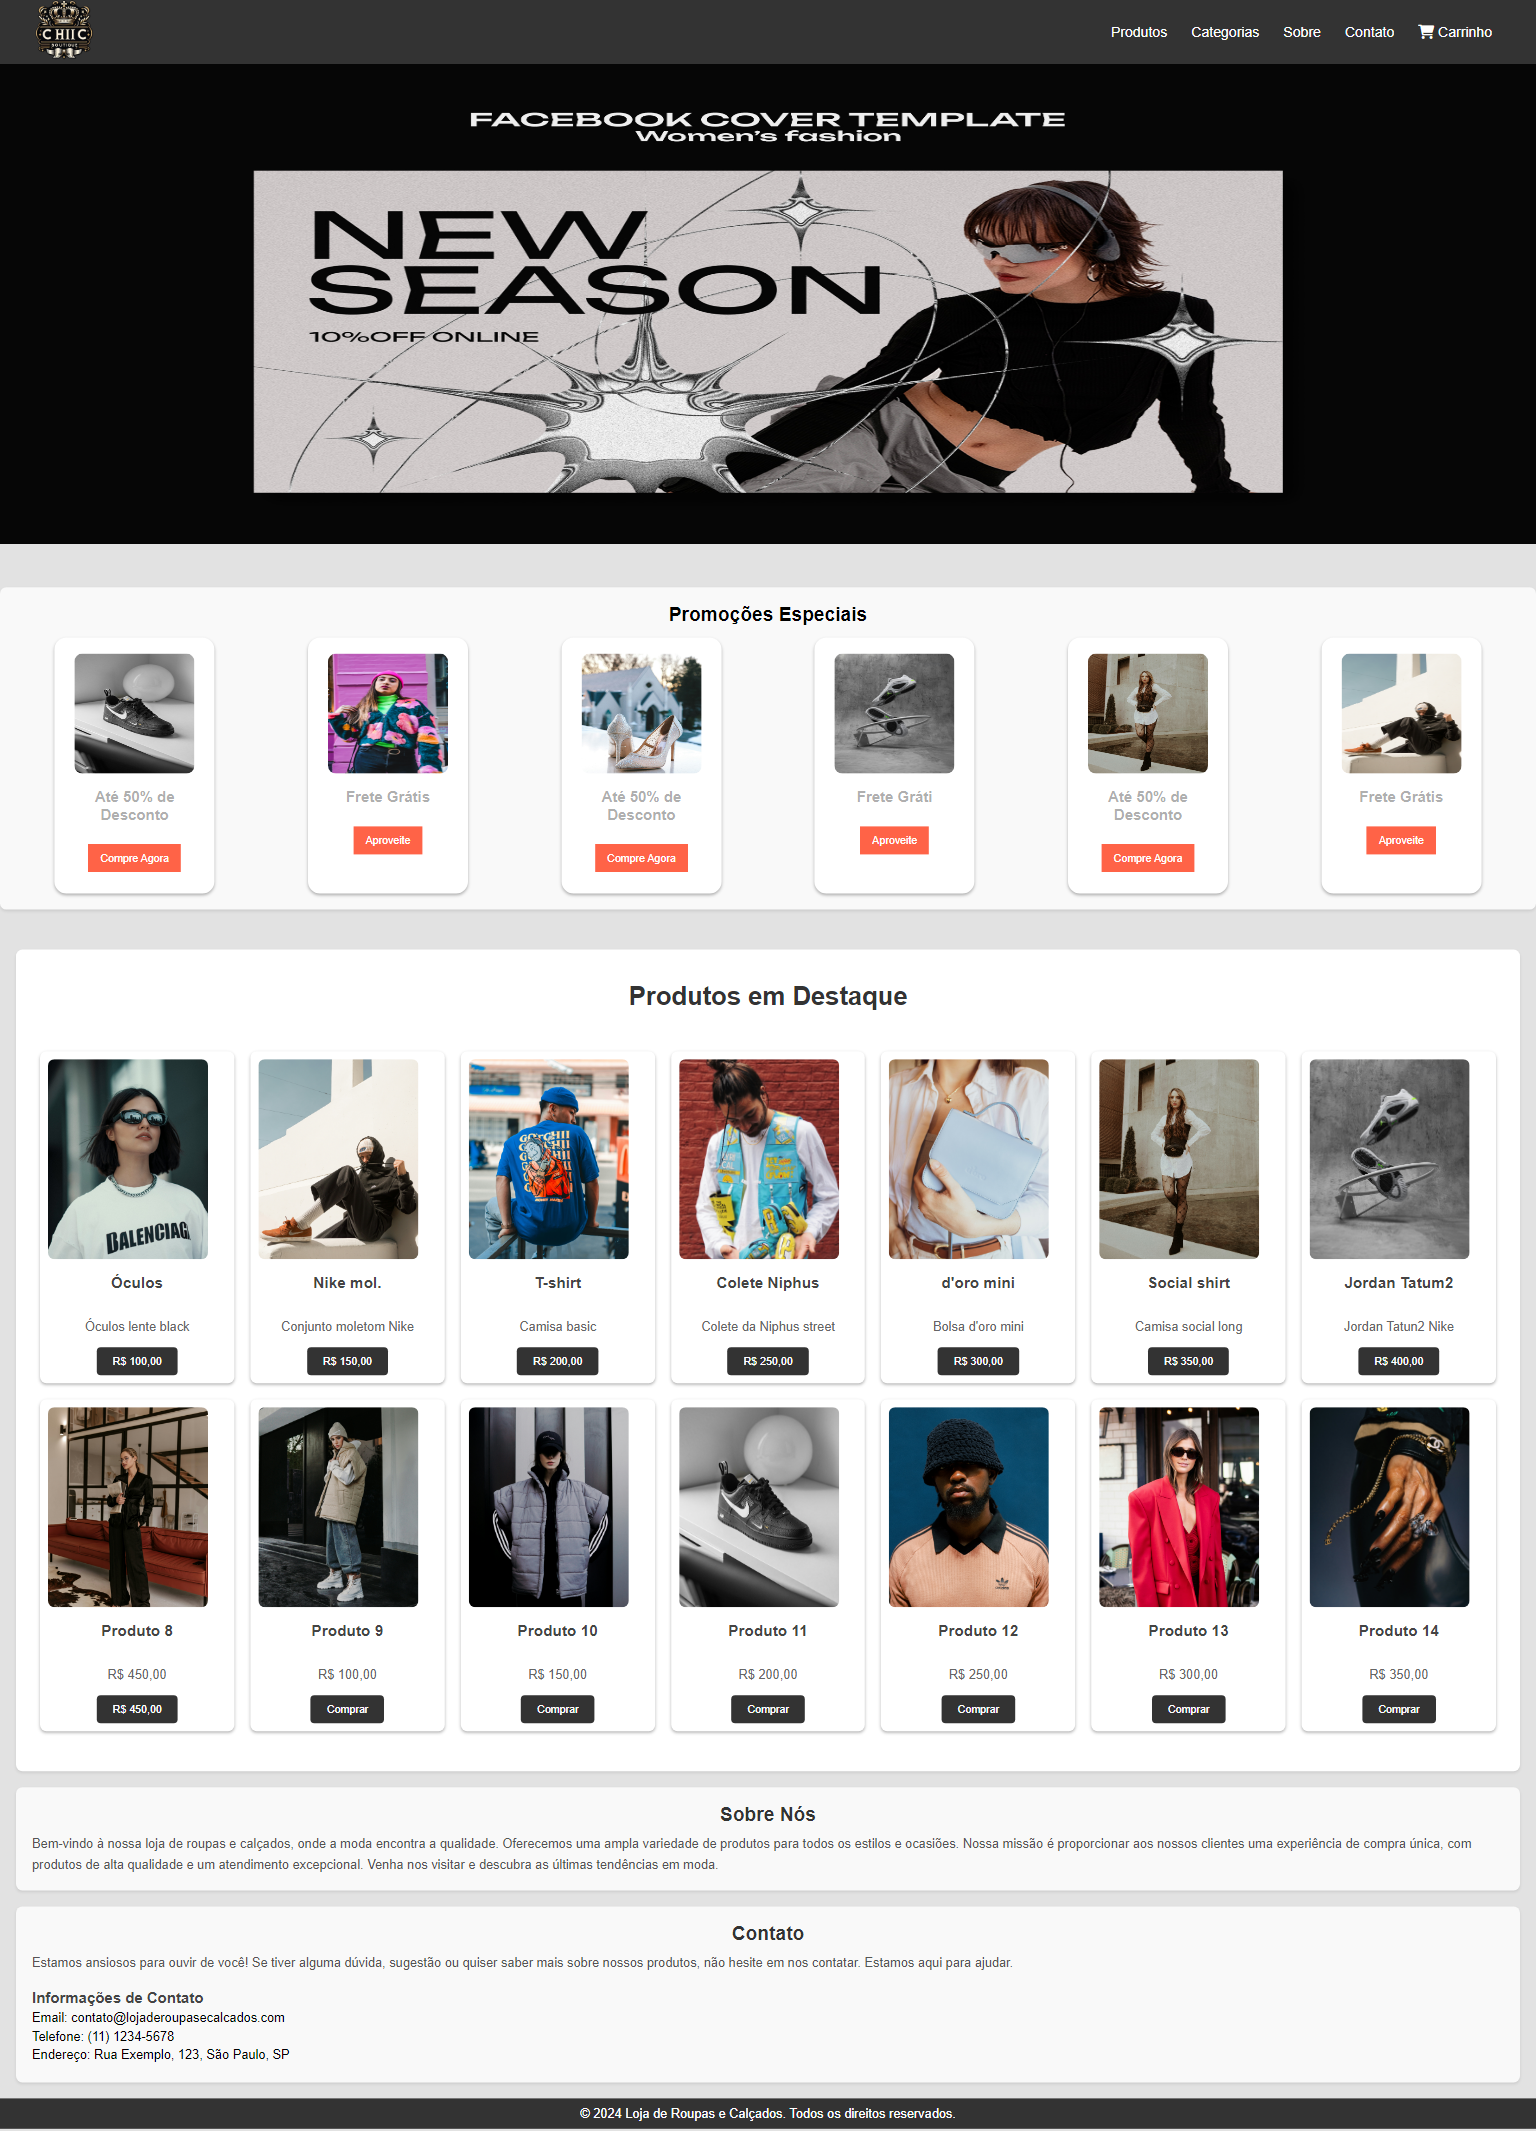 CHIIC
BOUTIQUE
Produtos Categorias Sobre Contato Carrinho
FACEBOOK COVER TEMPLATE
Women's fashion
NEW
SEASON
10%OFF ONLINE
Promoções Especiais
Até 50% de
Desconto
Compre Agora
Frete Grátis
Aproveite
Até 50% de
Desconto
Compre Agora
Frete Gráti
Aproveite
Até 50% de
Desconto
Compre Agora
Frete Grátis
Aproveite
Produtos em Destaque
BALENCIAG
Óculos
Óculos lente black
R$ 100,00
Nike mol.
Conjunto moletom Nike
R$ 150,00
T-shirt
Camisa basic
R$ 200,00
Colete Niphus
Colete da Niphus street
R$ 250,00
d'oro mini
Bolsa d'oro mini
R$ 300,00
Social shirt
Camisa social long
R$ 350,00
Jordan Tatum2
Jordan Tatun2 Nike
R$ 400,00
Produto 8
R$ 450,00
R$ 450,00
Produto 9
R$ 100,00
Comprar
Produto 10
R$ 150,00
Comprar
Produto 11
R$ 200,00
Comprar
Produto 12
R$ 250,00
Comprar
Produto 13
R$ 300,00
Comprar
Produto 14
R$ 350,00
Comprar
Sobre Nós
Bem-vindo à nossa loja de roupas e calçados, onde a moda encontra a qualidade. Oferecemos uma ampla variedade de produtos para todos os estilos e ocasiões. Nossa missão é proporcionar aos nossos clientes uma experiência de compra única, com
produtos de alta qualidade e um atendimento excepcional. Venha nos visitar e descubra as últimas tendências em moda.
Contato
Estamos ansiosos para ouvir de você! Se tiver alguma dúvida, sugestão ou quiser saber mais sobre nossos produtos, não hesite em nos contatar. Estamos aqui para ajudar.
Informações de Contato
Email: contato@lojaderoupasecalcados.com
Telefone: (11) 1234-5678
Endereço: Rua Exemplo, 123, São Paulo, SP
© 2024 Loja de Roupas e Calçados. Todos os direitos reservados.